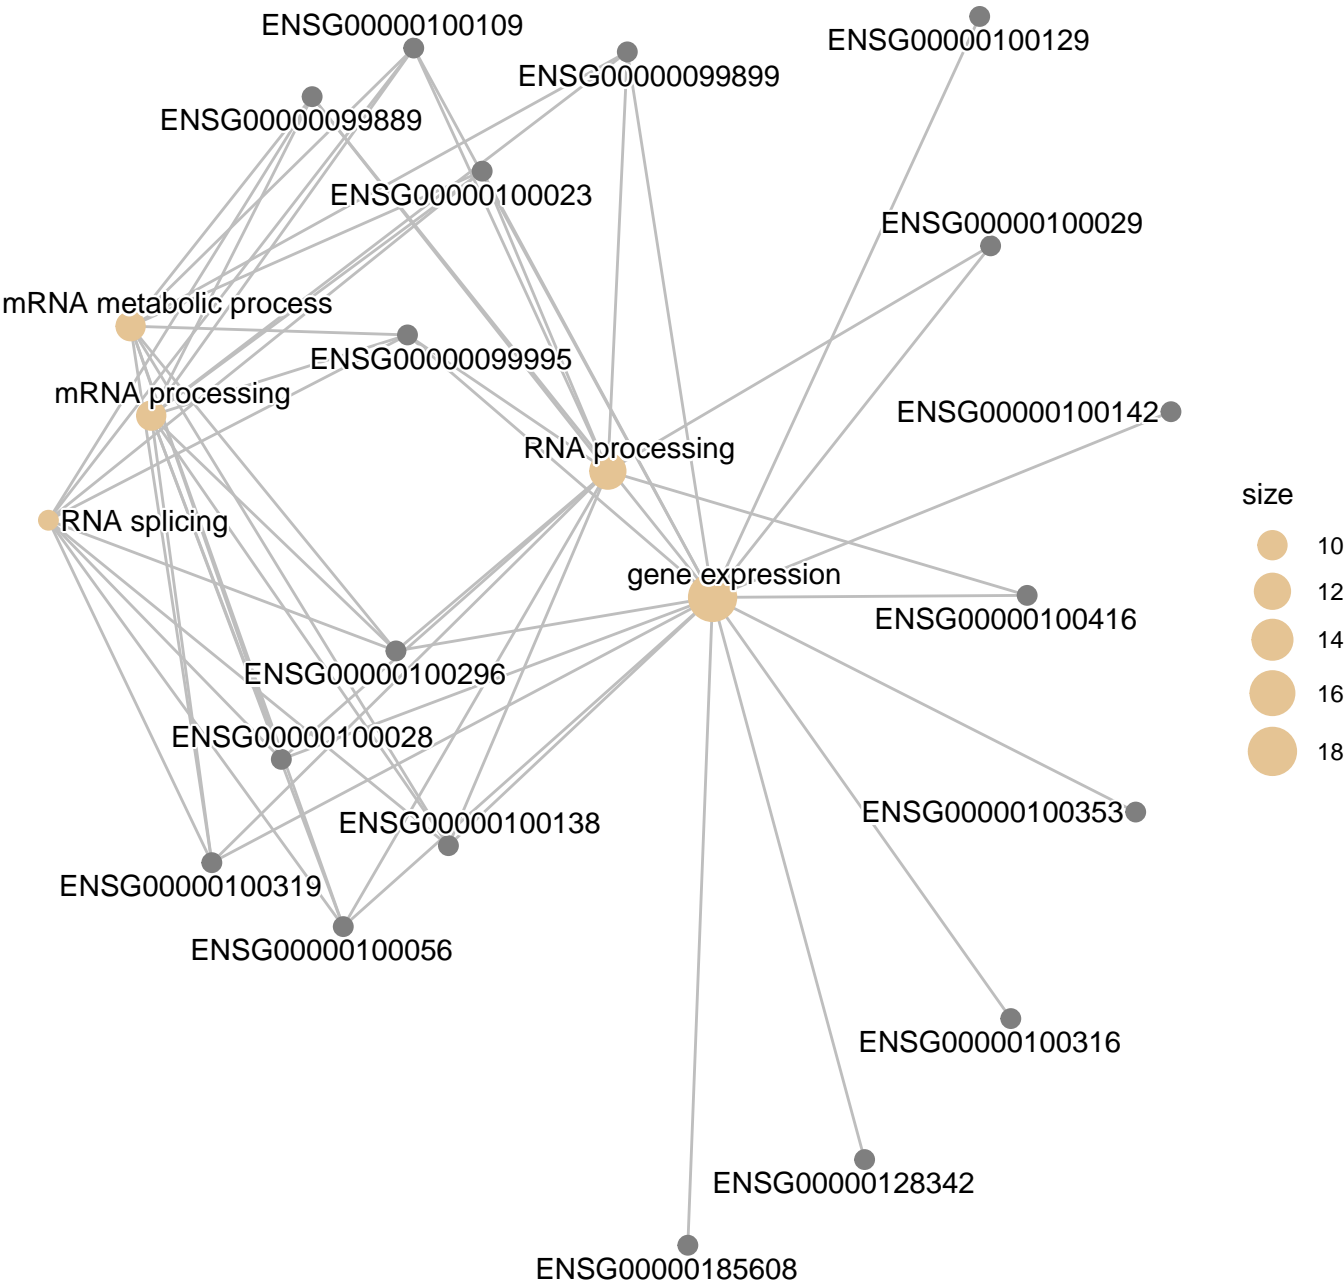 ENSG00000100109
ENSG00000100129
ENSG00000099899
ENSG00000099889
ENSG00000100023
ENSG00000100029
mRNA metabolic process
ENSG00000099995
mRNA processing
ENSG00000100142
RNA processing
size
RNA splicing
10
gene expression
12
ENSG00000100416
14
ENSG00000100296
16
ENSG00000100028
18
ENSG00000100353
ENSG00000100138
ENSG00000100319
ENSG00000100056
ENSG00000100316
ENSG00000128342
ENSG00000185608